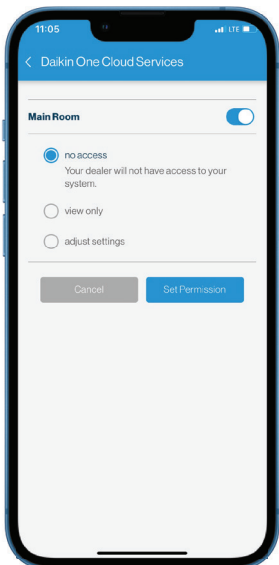 11:05
LTE
Daikin One Cloud Services
Main Room
no access
Your dealer will not have access to your
system.
view only
adjust settings
Cancel
Set Permission